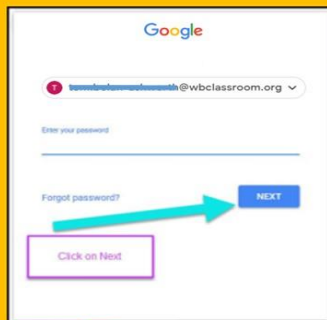 Google
T @wbclassroom.org
Enter your password
Forgot password?
NEXT
Click on Next